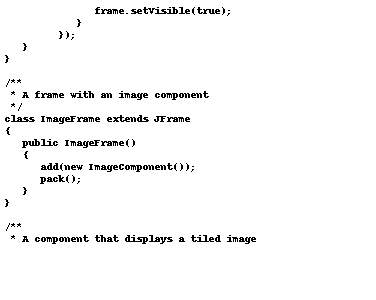 frame.setVisible(true);
}
});
}
}
/**
* A frame with an image component
*/
class ImageFrame extends JFrame
{
public ImageFrame()
{
add(new ImageComponent());
pack();
}
}
/**
* A component that displays a tiled image